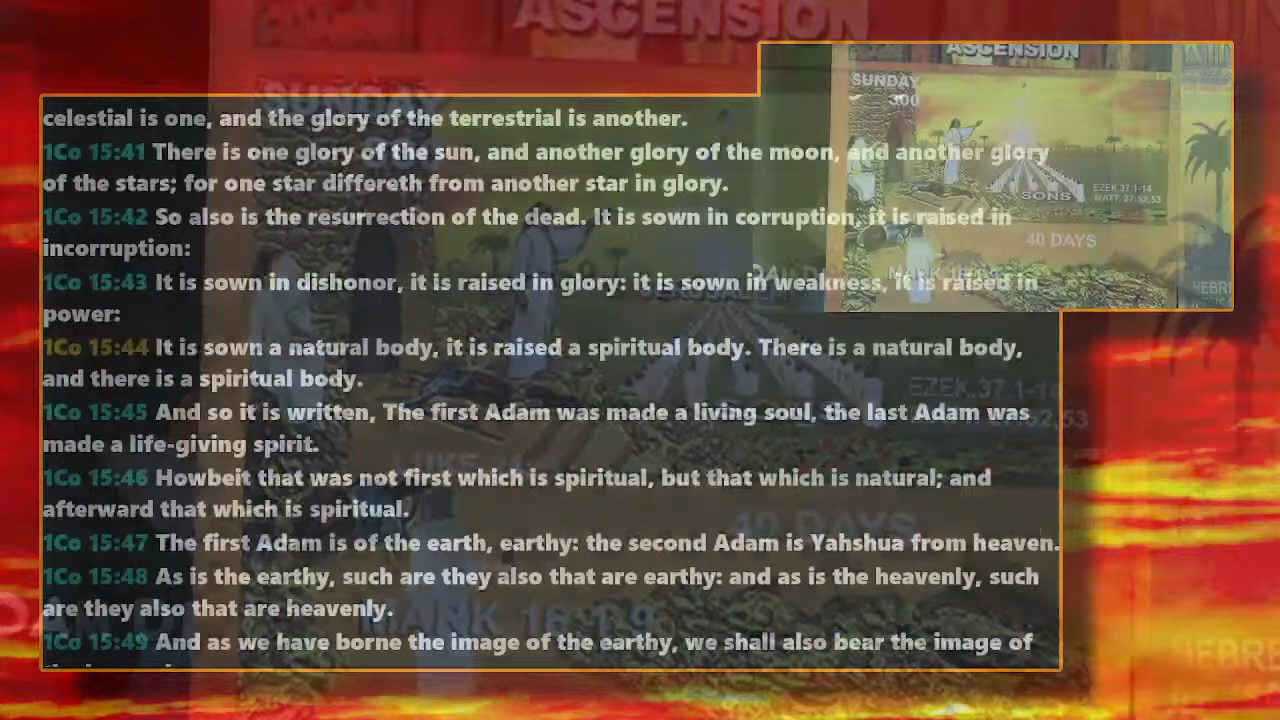 ASCENSION
ASCENSION
SUNDAY
300
SONS
EZEK.37:1-14
MATT. 27:52,53
40 DAYS
celestial is one, and the glory of the terrestrial is another.
1Co 15:41 There is one glory of the sun, and another glory of the moon, and another glory
of the stars; for one star differeth from another star in glory.
1Co 15:42 So also is the resurrection of the dead. It is sown in corruption, it is raised in
incorruption:
1Co 15:43 It is sown in dishonor, it is raised in glory: it is sown in weakness, it is raised in
power:
1Co 15:44 It is sown a natural body, it is raised a spiritual body. There is a natural body,
and there is a spiritual body.
1Co 15:45 And so it is written, The first Adam was made a living soul, the last Adam was
made a life-giving spirit.
1Co 15:46 Howbeit that was not first which is spiritual, but that which is natural; and
afterward that which is spiritual.
1Co 15:47 The first Adam is of the earth, earthy: the second Adam is Yahshua from heaven.
1Co 15:48 As is the earthy, such are they also that are earthy: and as is the heavenly, such
are they also that are heavenly.
1Co 15:49 And as we have borne the image of the earthy, we shall also bear the image of
SUNDAY
EZEK.37:1-14
40 DAYS
MARK 16:1-9